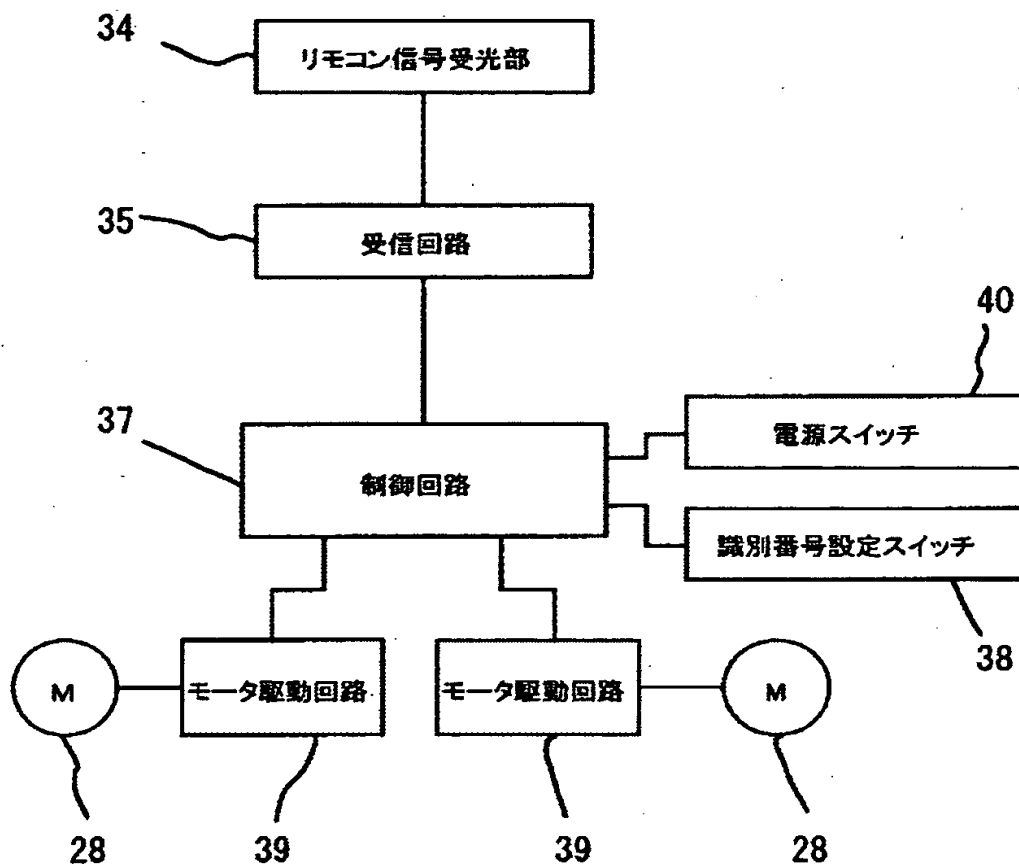 34
リモコン信号受光部
35
受信回路
40
電源スイッチ
37
制御回路
識別番号設定スイッチ
38
M
モータ駆動回路
モータ駆動回路
M
28
39
39
28